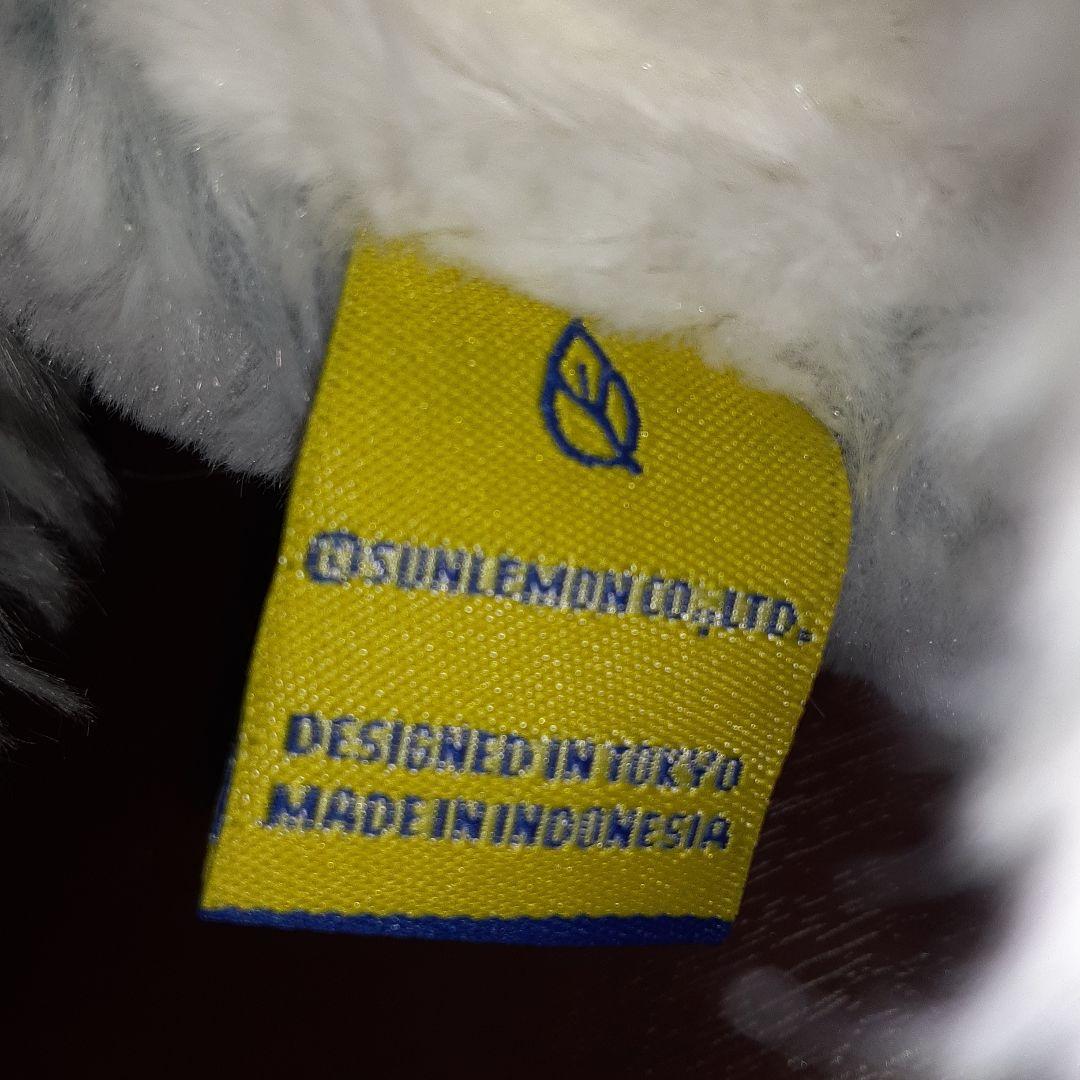 ©SUNLEMON CO.,LTD.
DESIGNED IN TOKYO
MADE IN INDONESIA